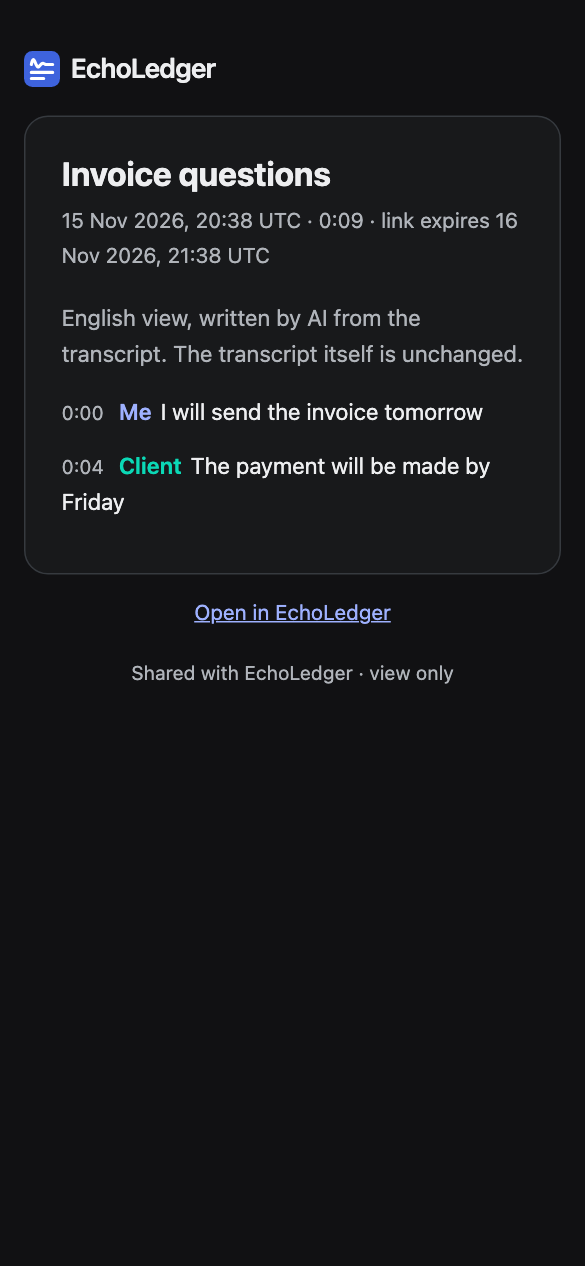 EchoLedger
Invoice questions
15 Nov 2026, 20:38 UTC · 0:09 · link expires 16
Nov 2026, 21:38 UTC
English view, written by AI from the
transcript. The transcript itself is unchanged.
0:00 Me I will send the invoice tomorrow
0:04 Client The payment will be made by
Friday
Open in EchoLedger
Shared with EchoLedger · view only